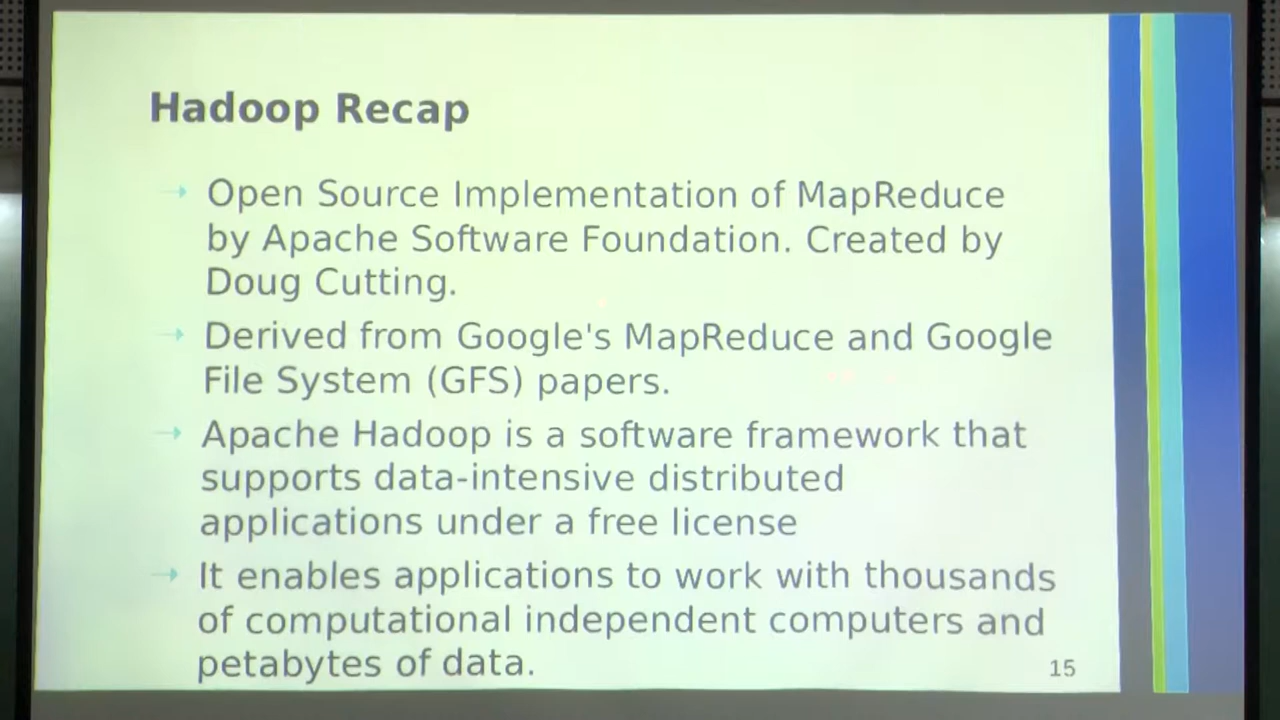 Hadoop Recap
Open Source Implementation of MapReduce
by Apache Software Foundation. Created by
Doug Cutting.
Derived from Google's MapReduce and Google
File System (GFS) papers.
Apache Hadoop is a software framework that
supports data-intensive distributed
applications under a free license
It enables applications to work with thousands
of computational independent computers and
petabytes of data.
15